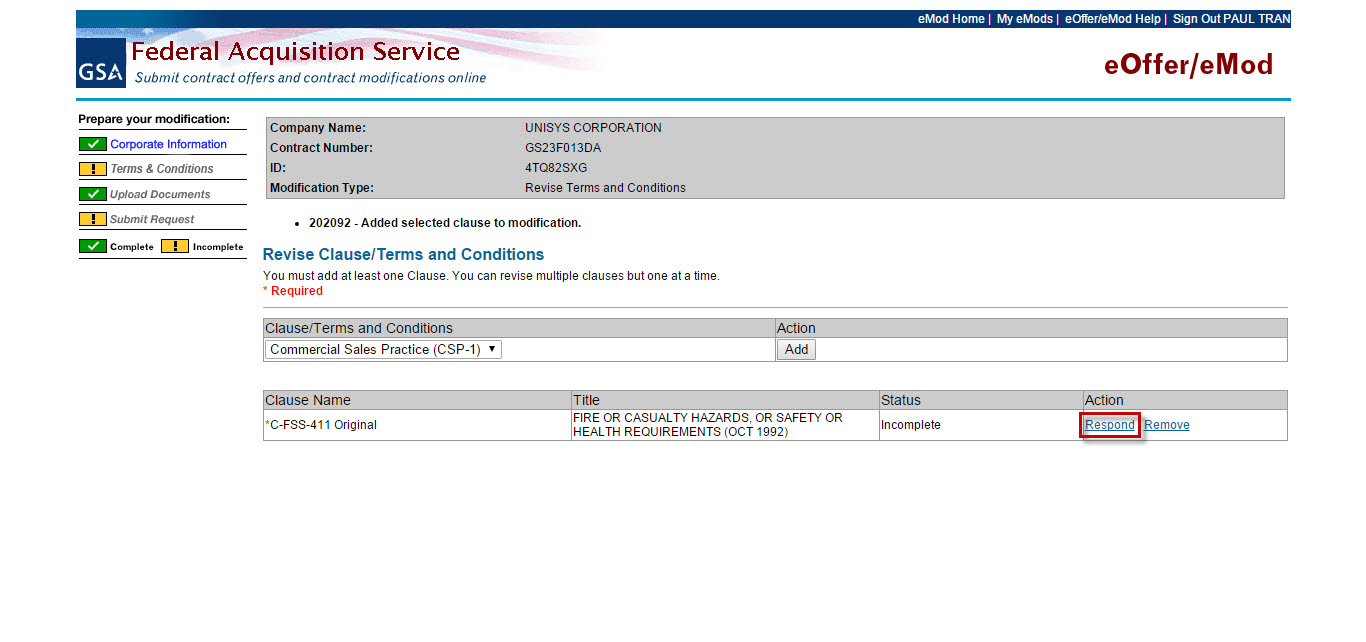 eMod Home | My eMods | eOffer/eMod Help | Sign Out PAUL TRAN
GSA
Federal Acquisition Service
Submit contract offers and contract modifications online
eOffer/eMod
Prepare your modification:
Corporate Information
Terms & Conditions
Upload Documents
Submit Request
Complete Incomplete
Company Name: UNISYS CORPORATION
Contract Number: GS23F013DA
ID: 4TQ82SXG
Modification Type: Revise Terms and Conditions
• 202092 - Added selected clause to modification.
Revise Clause/Terms and Conditions
You must add at least one Clause. You can revise multiple clauses but one at a time.
* Required
Clause/Terms and Conditions Action
Commercial Sales Practice (CSP-1) Add
Clause Name Title Status Action
*C-FSS-411 Original FIRE OR CASUALTY HAZARDS, OR SAFETY OR HEALTH REQUIREMENTS (OCT 1992) Incomplete Respond Remove